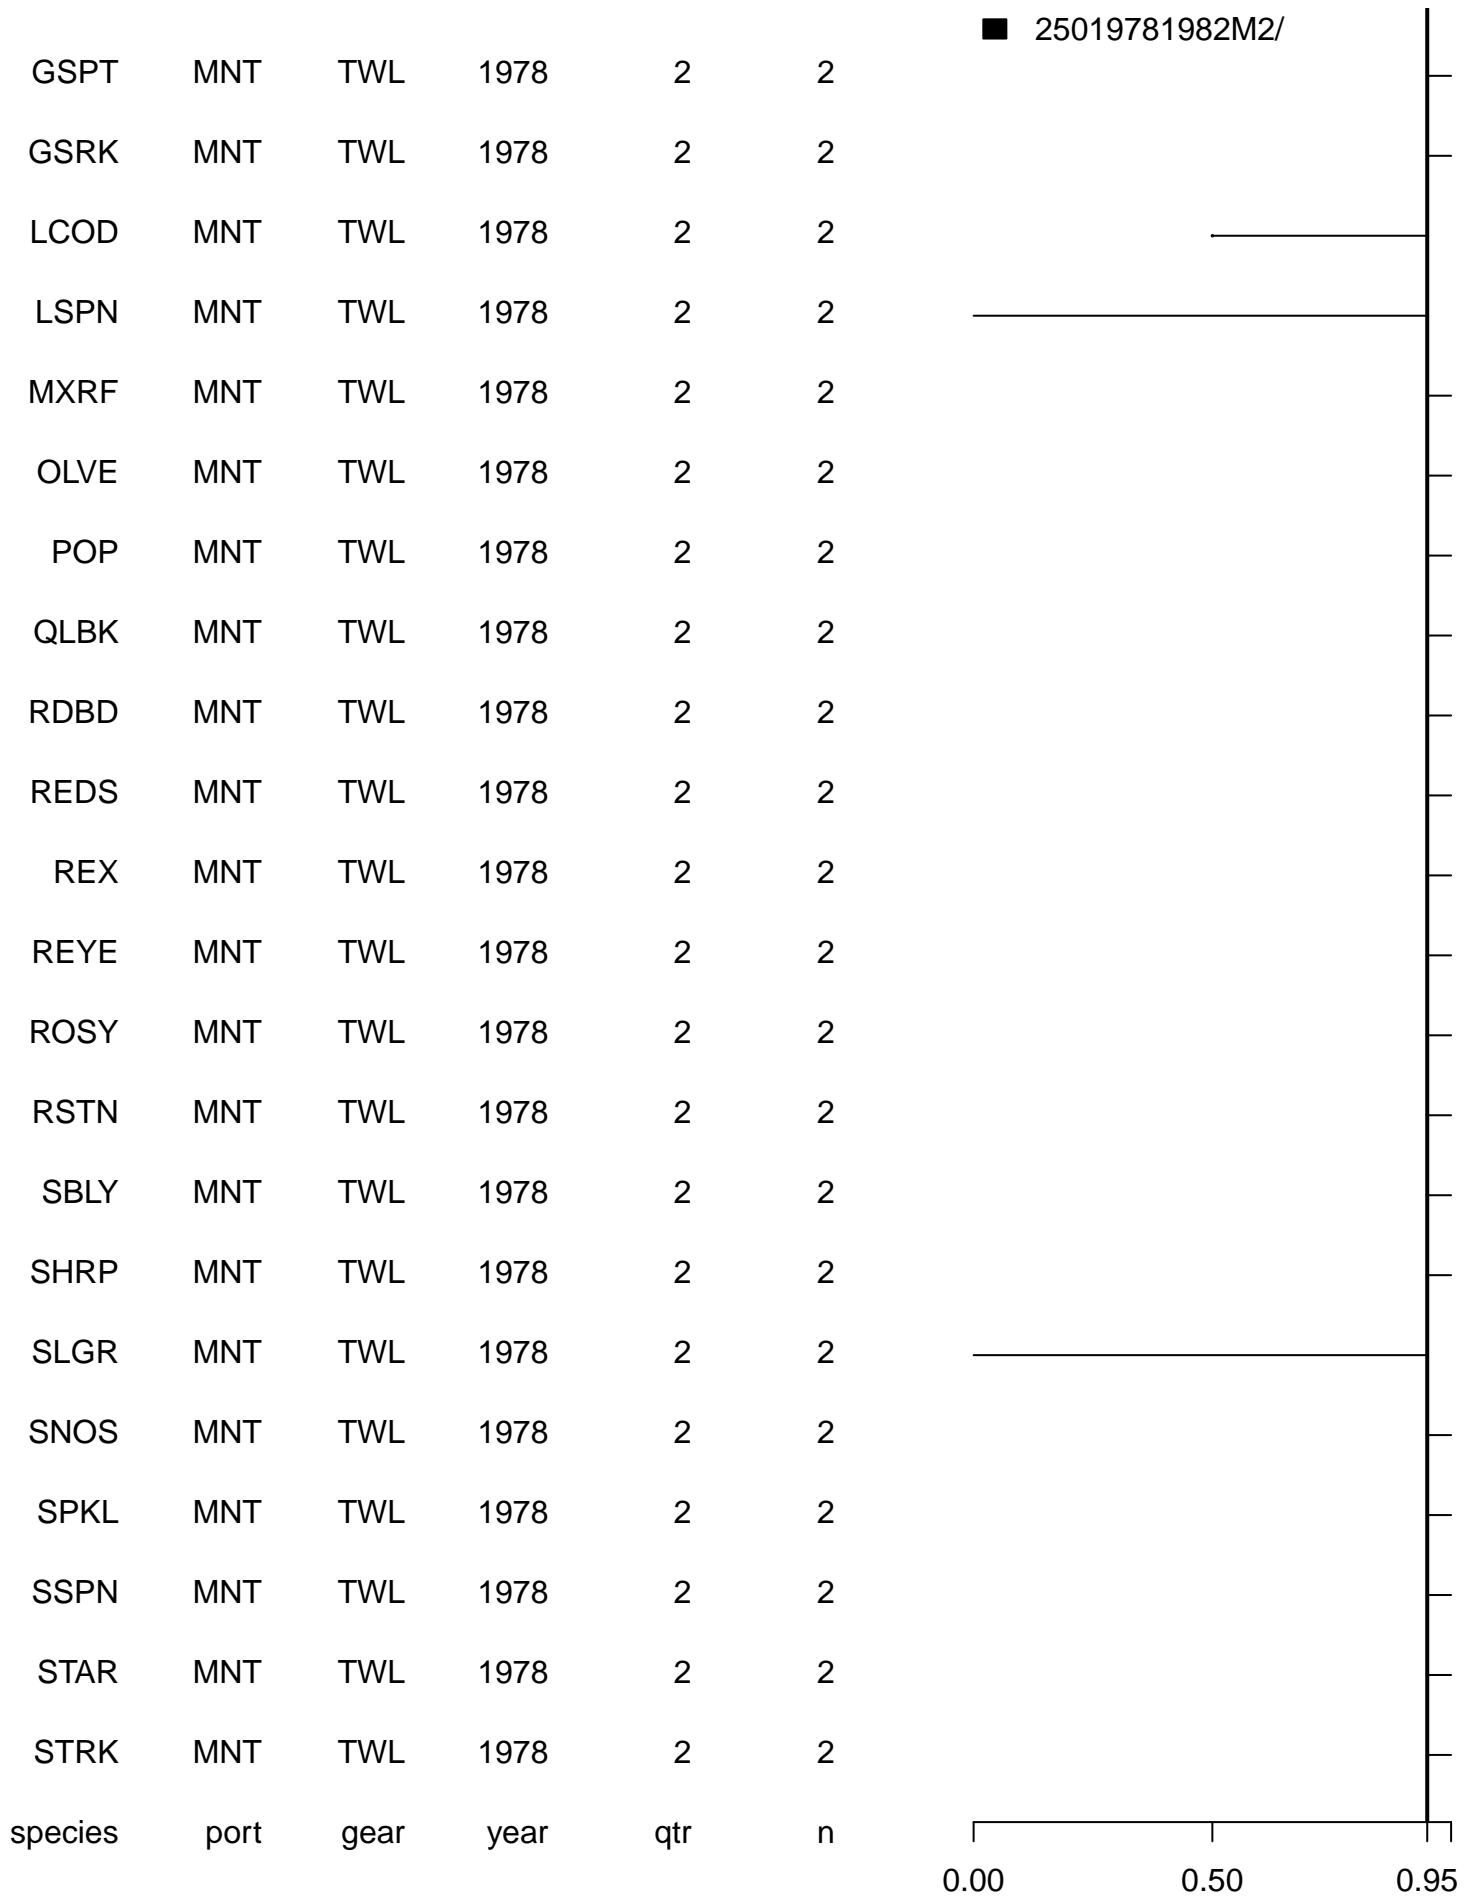 25019781982M2/
GSPT MNT TWL 1978 2 2
GSRK MNT TWL 1978 2 2
LCOD MNT TWL 1978 2 2
LSPN MNT TWL 1978 2 2
MXRF MNT TWL 1978 2 2
OLVE MNT TWL 1978 2 2
POP MNT TWL 1978 2 2
QLBK MNT TWL 1978 2 2
RDBD MNT TWL 1978 2 2
REDS MNT TWL 1978 2 2
REX MNT TWL 1978 2 2
REYE MNT TWL 1978 2 2
ROSY MNT TWL 1978 2 2
RSTN MNT TWL 1978 2 2
SBLY MNT TWL 1978 2 2
SHRP MNT TWL 1978 2 2
SLGR MNT TWL 1978 2 2
SNOS MNT TWL 1978 2 2
SPKL MNT TWL 1978 2 2
SSPN MNT TWL 1978 2 2
STAR MNT TWL 1978 2 2
STRK MNT TWL 1978 2 2
species port gear year qtr n
0.00 0.50 0.95